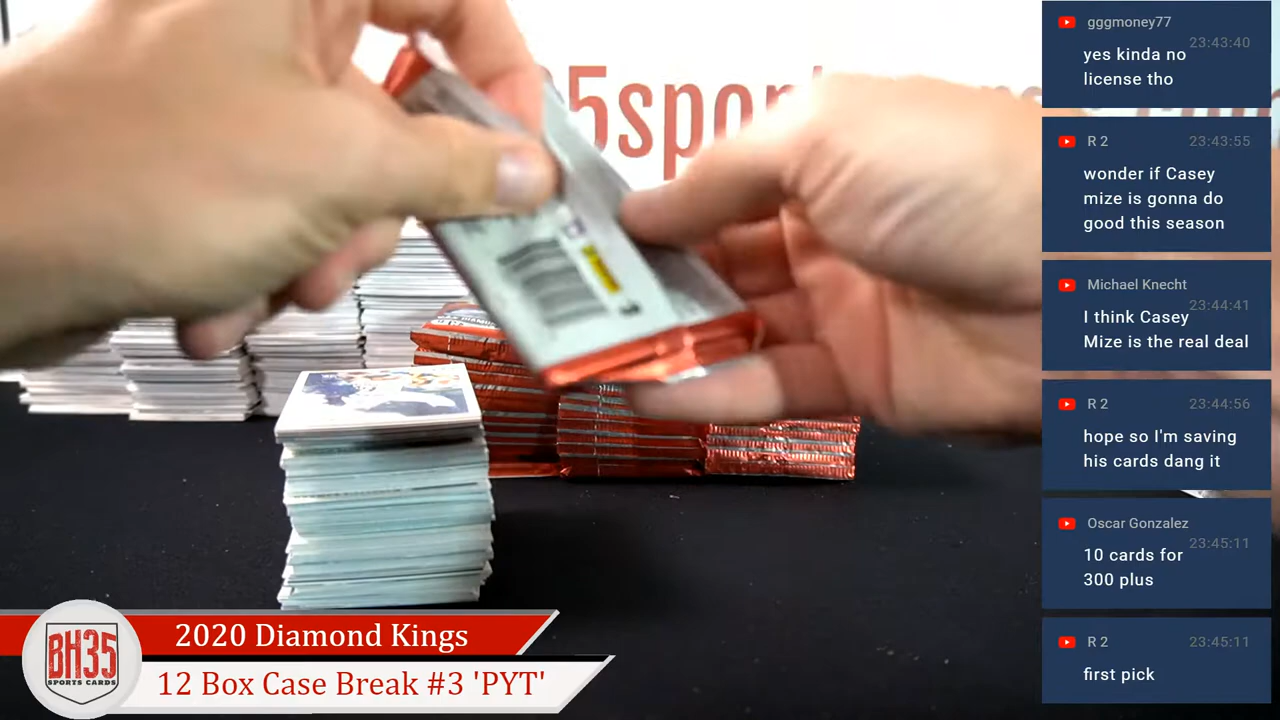 5sport
gggmoney77
23:43:40
yes kinda no
license tho
R 2
23:43:55
wonder if Casey
mize is gonna do
good this season
Michael Knecht
23:44:41
I think Casey
Mize is the real deal
R 2
23:44:56
hope so I'm saving
his cards dang it
Oscar Gonzalez
23:45:11
10 cards for
300 plus
R 2
23:45:11
first pick
BH35
SPORTS CARDS
2020 Diamond Kings
12 Box Case Break #3 'PYT'